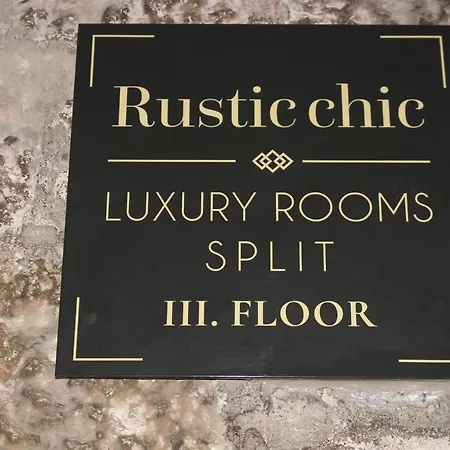 Rustic chic
LUXURY ROOMS
SPLIT
III. FLOOR